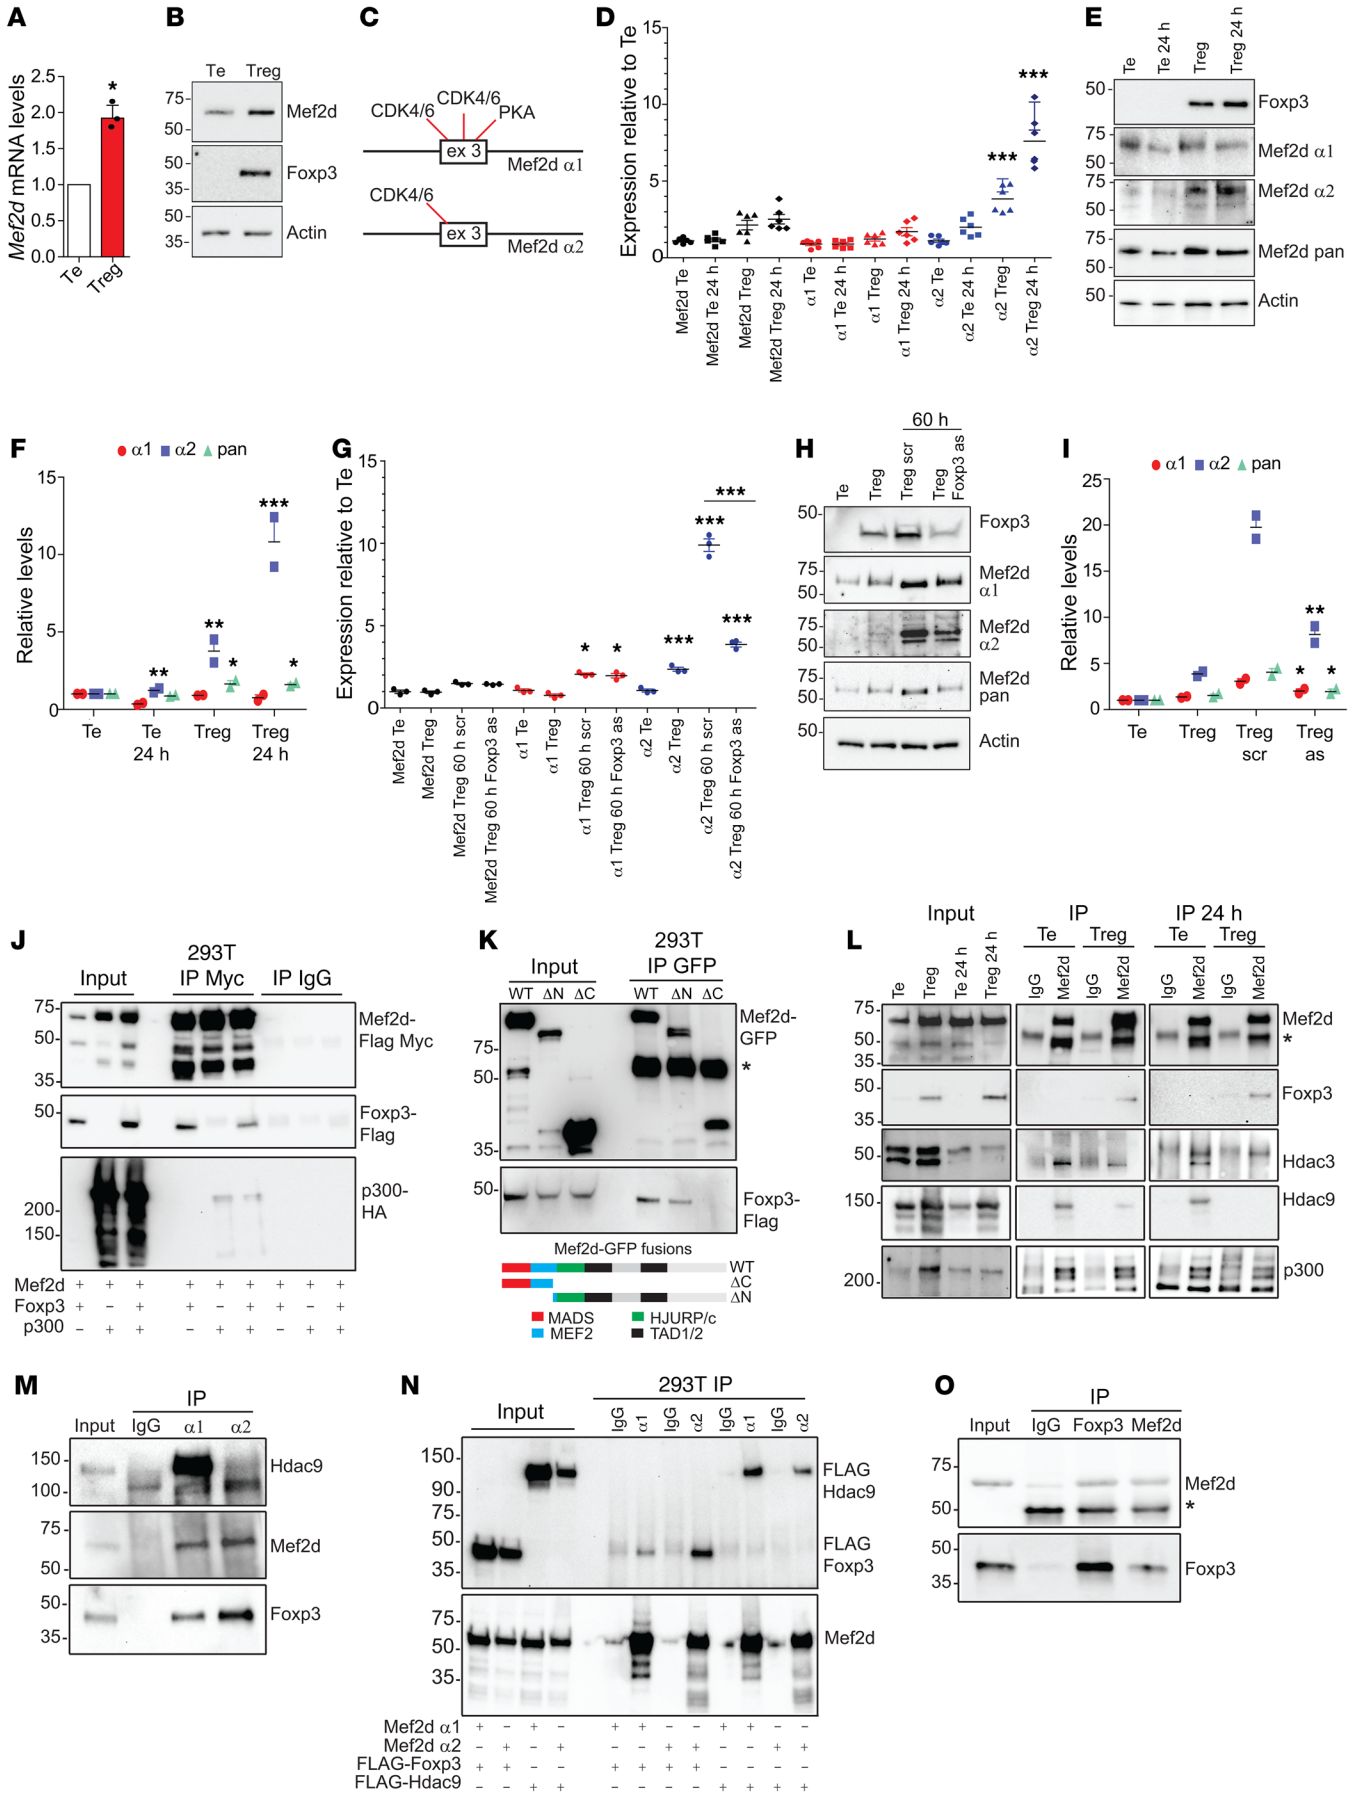 A
Mef2d mRNA levels
2.5
2.0
1.5
1.0
0.5
0.0
*
Te
Treg
B
Te Treg
75-
50-
Mef2d
50-
35-
Foxp3
50-
35-
Actin
C
CDK4/6
CDK4/6
PKA
ex 3
Mef2d α1
CDK4/6
ex 3
Mef2d α2
D
Expression relative to Te
15
10
5
0
***
***
Mef2d Te
Mef2d Te 24 h
Mef2d Treg
Mef2d Treg 24 h
α1 Te
α1 Te 24 h
α1 Treg
α1 Treg 24 h
α2 Te
α2 Te 24 h
α2 Treg
α2 Treg 24 h
E
Te
Te 24 h
Treg
Treg 24 h
50-
Foxp3
75-
50-
Mef2d α1
75-
50-
Mef2d α2
75-
50-
Mef2d pan
50-
Actin
F
α1 α2 pan
Relative levels
15
10
5
0
**
**
*
***
*
Te
Te 24 h
Treg
Treg 24 h
G
Expression relative to Te
15
10
5
0
*
*
***
***
***
***
Mef2d Te
Mef2d Treg
Mef2d Treg 60 h scr
Mef2d Treg 60 h Foxp3 as
α1 Te
α1 Treg
α1 Treg 60 h scr
α1 Treg 60 h Foxp3 as
α2 Te
α2 Treg
α2 Treg 60 h scr
α2 Treg 60 h Foxp3 as
H
60 h
Te
Treg
Treg scr
Treg Foxp3 as
50-
Foxp3
75-
50-
Mef2d α1
75-
50-
Mef2d α2
75-
50-
Mef2d pan
50-
Actin
I
α1 α2 pan
Relative levels
25
20
15
10
5
0
*
**
*
Te
Treg
Treg scr
Treg as
J
293T
Input IP Myc IP IgG
75-
50-
35-
Mef2d-
Flag Myc
50-
Foxp3-
Flag
200-
150-
p300-
HA
Mef2d + + + + + + + + +
Foxp3 + − + + − + + − +
p300 − + + − + + − + +
K
293T
Input IP GFP
WT ΔN ΔC WT ΔN ΔC
75-
50-
35-
Mef2d-
GFP
*
50-
Foxp3-
Flag
Mef2d-GFP fusions
WT
ΔC
ΔN
MADS HJURP/c
MEF2 TAD1/2
L
Input IP IP 24 h
Te Treg Te Treg
Te
Treg
Te 24 h
Treg 24 h
IgG
Mef2d
IgG
Mef2d
IgG
Mef2d
IgG
Mef2d
75-
50-
35-
Mef2d
*
50-
35-
Foxp3
50-
Hdac3
150-
Hdac9
200-
p300
M
IP
Input IgG α1 α2
150-
100-
Hdac9
75-
50-
Mef2d
50-
35-
Foxp3
N
293T IP
Input
IgG
α1
IgG
α2
IgG
α1
IgG
α2
150-
90-
75-
50-
35-
FLAG
Hdac9
FLAG
Foxp3
75-
50-
35-
Mef2d
Mef2d α1 + − + − + + − − + + − −
Mef2d α2 − + − + − − + + − − + +
FLAG-Foxp3 + + − − + + + + − − − −
FLAG-Hdac9 − − + + − − − − + + + +
O
IP
Input IgG Foxp3 Mef2d
75-
50-
Mef2d
*
50-
35-
Foxp3